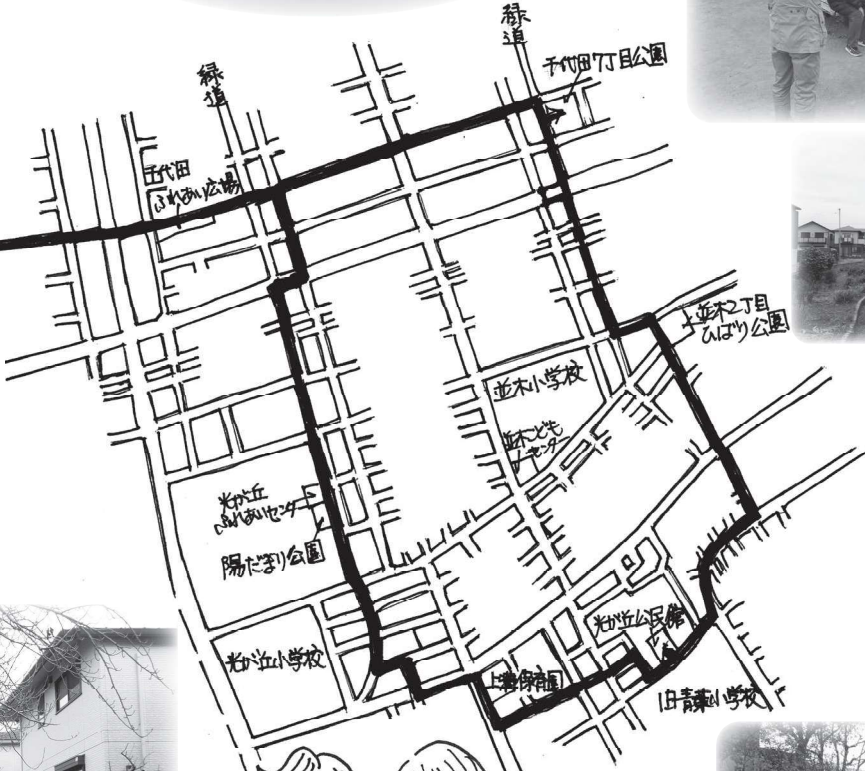 緑道
緑道
千代田7丁目公園
千代田
ふれあい広場
並木2丁目
ひばり公園
並木小学校
並木こども
センター
光が丘
ふれあいセンター
陽だまり公園
光が丘小学校
光が丘公民館
上溝保育園
旧青葉小学校